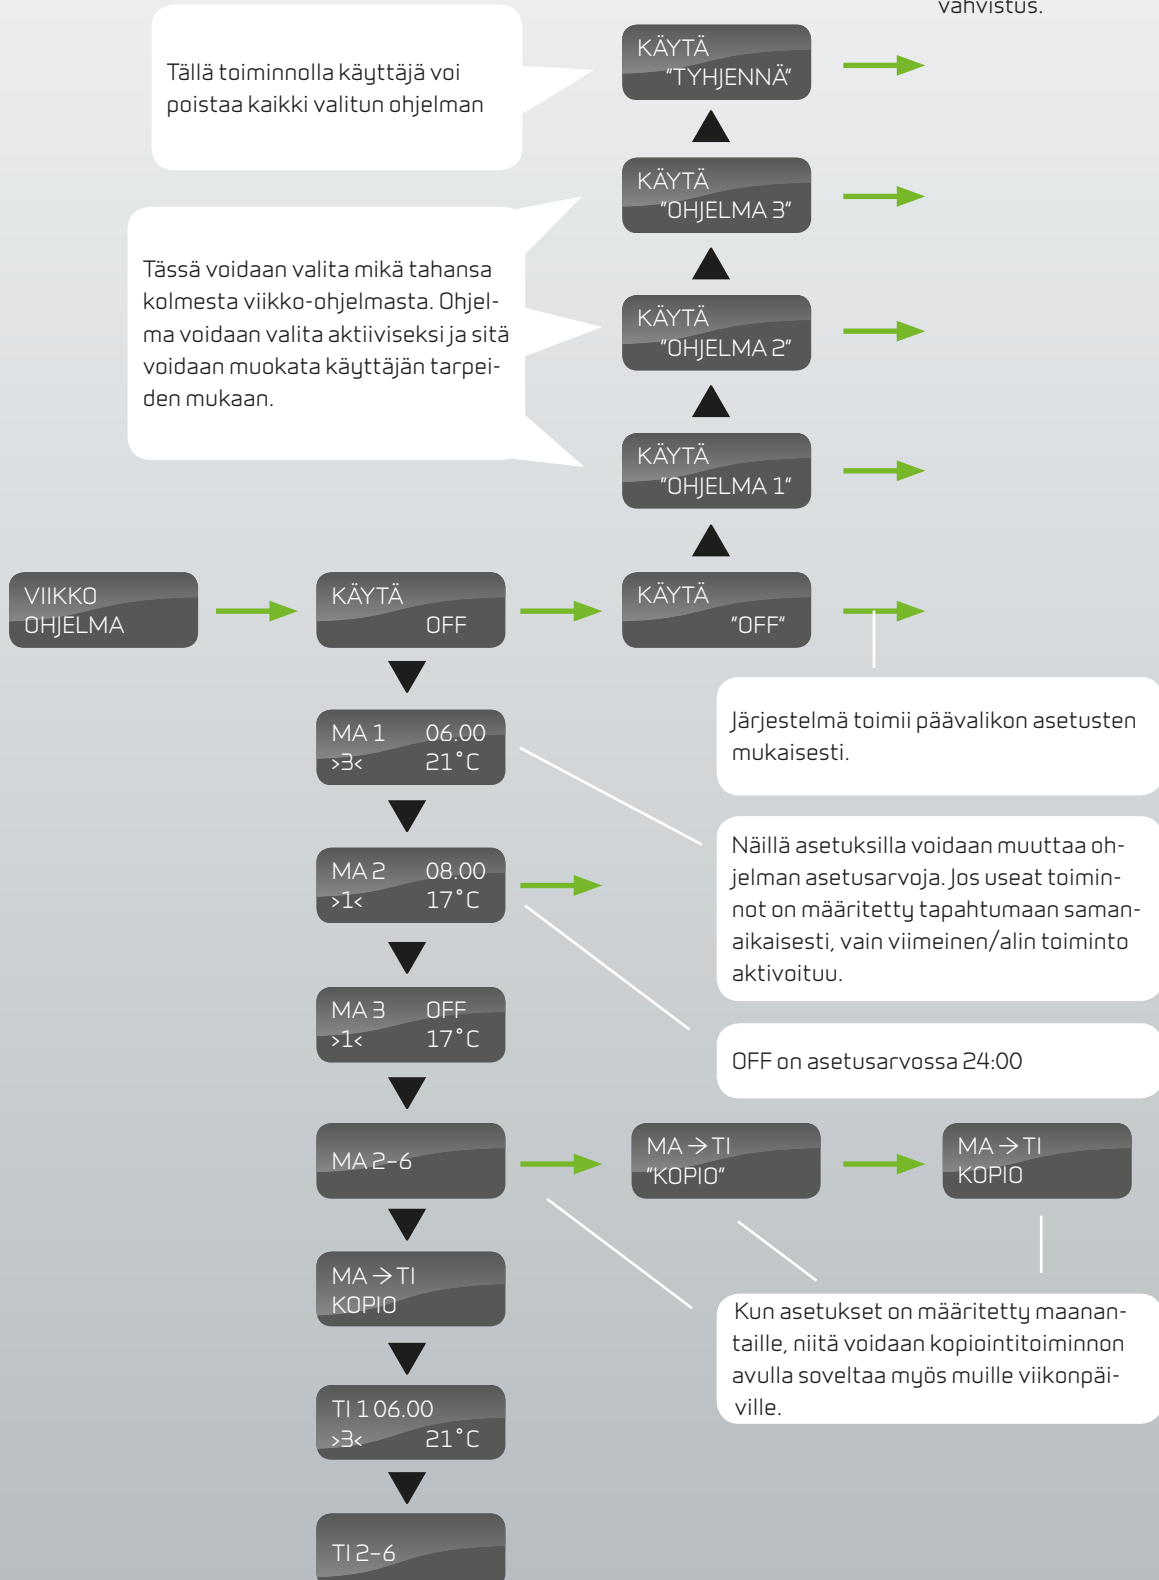 vahvistus.
Tällä toiminnolla käyttäjä voi
poistaa kaikki valitun ohjelman
KÄYTÄ
"TYHJENNÄ"
KÄYTÄ
"OHJELMA 3"
Tässä voidaan valita mikä tahansa
kolmesta viikko-ohjelmasta. Ohjel-
ma voidaan valita aktiiviseksi ja sitä
voidaan muokata käyttäjän tarpei-
den mukaan.
KÄYTÄ
"OHJELMA 2"
KÄYTÄ
"OHJELMA 1"
VIIKKO
OHJELMA
KÄYTÄ
OFF
KÄYTÄ
"OFF"
Järjestelmä toimii päävalikon asetusten
mukaisesti.
MA 1 06.00
>3< 21°C
Näillä asetuksilla voidaan muuttaa oh-
jelman asetusarvoja. Jos useat toimin-
not on määritetty tapahtumaan saman-
aikaisesti, vain viimeinen/alin toiminto
aktivoituu.
MA 2 08.00
>1< 17°C
MA 3 OFF
>1< 17°C
OFF on asetusarvossa 24:00
MA 2-6
MA → TI
"KOPIO"
MA → TI
KOPIO
MA → TI
KOPIO
Kun asetukset on määritetty maanan-
taille, niitä voidaan kopiointitoiminnon
avulla soveltaa myös muille viikonpäi-
ville.
TI 1 06.00
>3< 21°C
TI 2-6